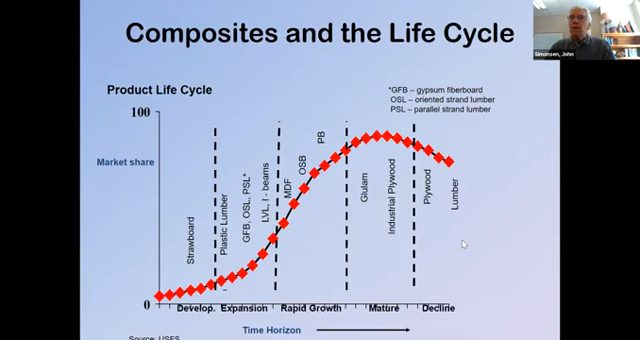 Composites and the Life Cycle
Simonsen, John
Product Life Cycle
*GFB – gypsum fiberboard
OSL – oriented strand lumber
PSL – parallel strand lumber
100
Market share
0
Strawboard
Plastic Lumber
GFB, OSL, PSL*
LVL, I - beams
MDF
OSB
PB
Glulam
Industrial Plywood
Plywood
Lumber
Develop. Expansion Rapid Growth Mature Decline
Time Horizon
Source: USFS